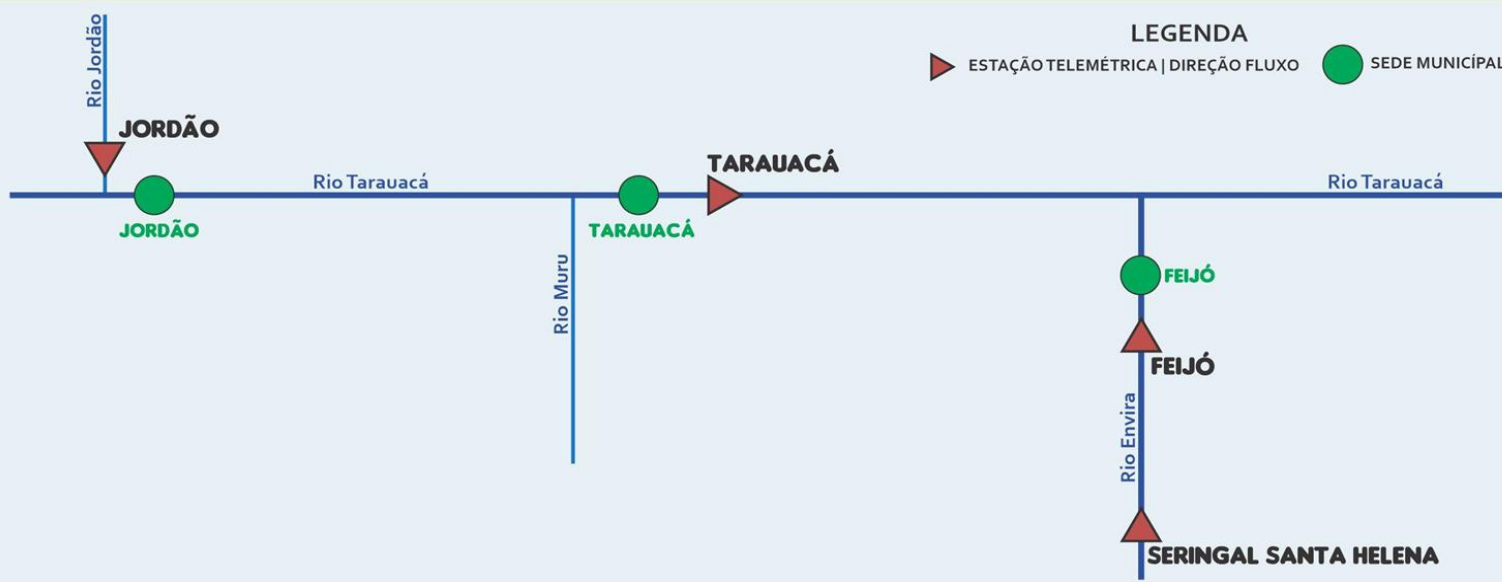 LEGENDA
ESTAÇÃO TELEMÉTRICA | DIREÇÃO FLUXO
SEDE MUNICÍPAL
Rio Jordão
JORDÃO
Rio Tarauacá
TARAUACÁ
Rio Tarauacá
JORDÃO
TARAUACÁ
Rio Muru
FEIJÓ
FEIJÓ
Rio Envira
SERINGAL SANTA HELENA